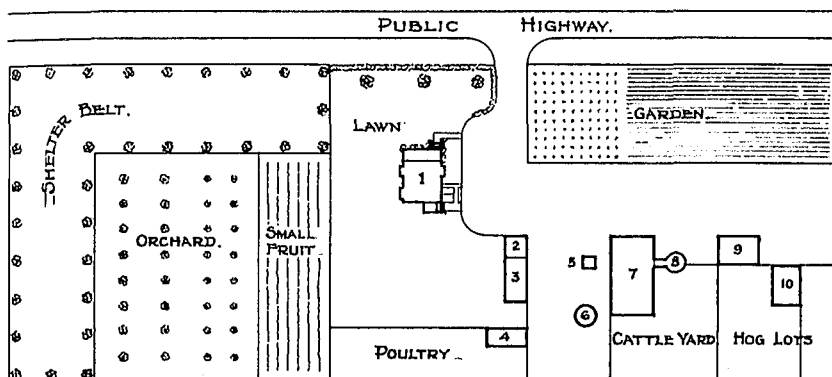 PUBLIC HIGHWAY.
SHELTER BELT.
LAWN
GARDEN
1
ORCHARD.
SMALL
FRUIT
2
3
4
5
6
7
8
9
10
POULTRY
CATTLE YARD
HOG LOTS